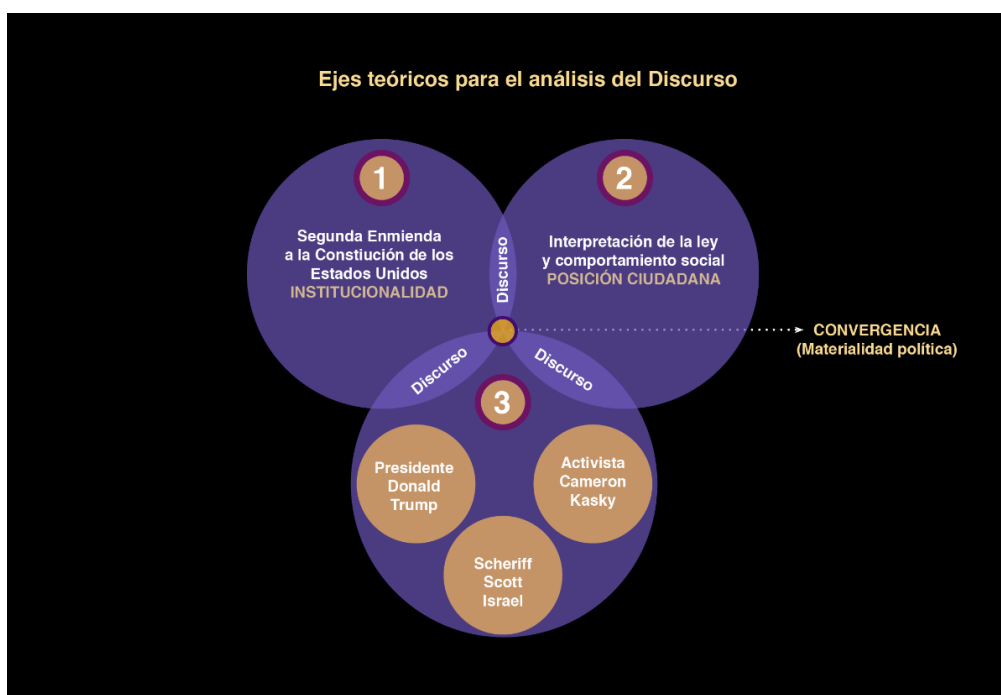 Ejes teóricos para el análisis del Discurso
1
Segunda Enmienda
a la Constiución de los
Estados Unidos
INSTITUCIONALIDAD
2
Interpretación de la ley
y comportamiento social
POSICIÓN CIUDADANA
Discurso
CONVERGENCIA
(Materialidad política)
Discurso
Discurso
3
Presidente
Donald
Trump
Activista
Cameron
Kasky
Scheriff
Scott
Israel